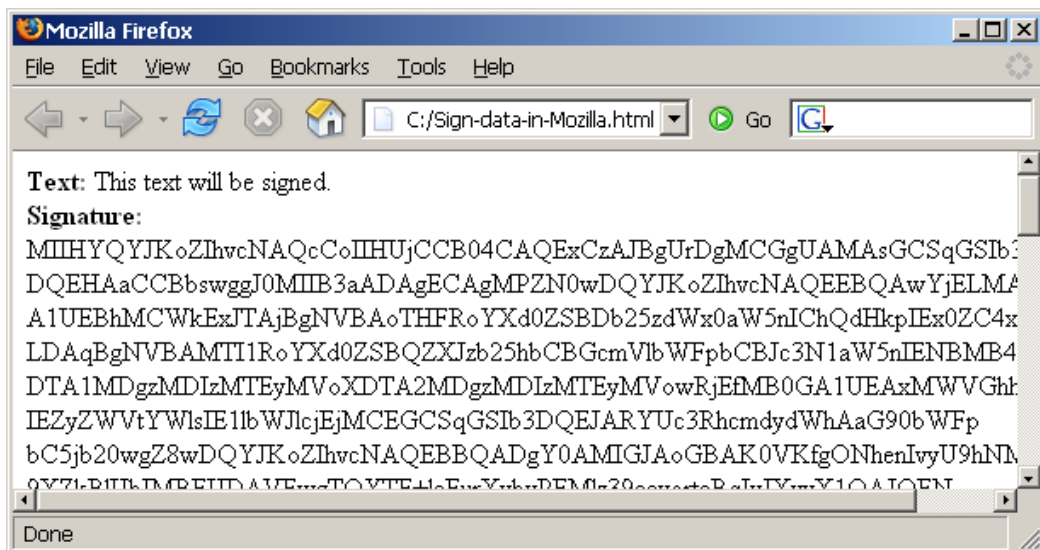 Mozilla Firefox
File Edit View Go Bookmarks Tools Help
C:/Sign-data-in-Mozilla.html Go G
Text: This text will be signed.
Signature:
MIIHYQYJKoZIhvcNAQcCoIIHUjCCB04CAQExCzAJBgUrDgMCGgUAMAsGCSqGSIb3
DQEHAaCCBbswggJ0MIIB3aADAgECAgMPZN0wDQYJKoZIhvcNAQEEBQAwYjELMA
A1UEBhMCWkExJTAjBgNVBAoTHFRoYXd0ZSBDb25zdWx0aW5nIChQdHkpIEx0ZC4x
LDAqBgNVBAMTI1RoYXd0ZSBQZXJzb25hbCBGcmVlbWFpbCBJc3N1aW5nIENBMB4
DTA1MDgzMDIzMTEyMVoXDTA2MDgzMDIzMTEyMVowRjEfMB0GA1UEAxMWVGhh
IEZyZWVtYWlsIE1lbWJlcjEjMCEGCSqGSIb3DQEJARYUc3RhcmdydWhAaG90bWFp
bC5jb20wgZ8wDQYJKoZIhvcNAQEBBQADgY0AMIGJAoGBAK0VKfgONhenIvyU9hNM
Done